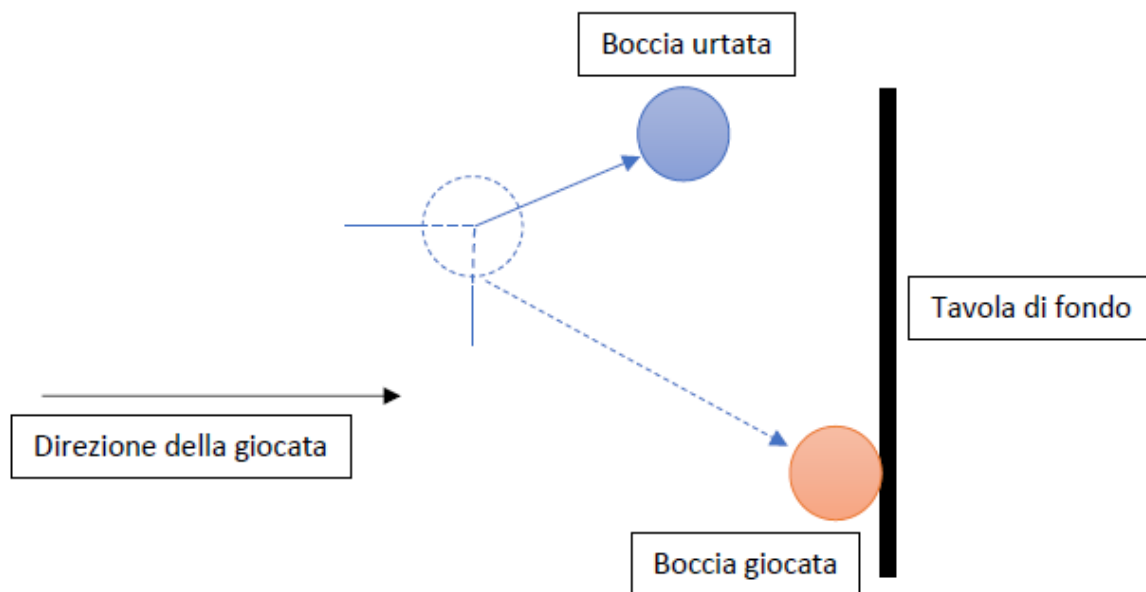 Boccia urtata
Tavola di fondo
Direzione della giocata
Boccia giocata